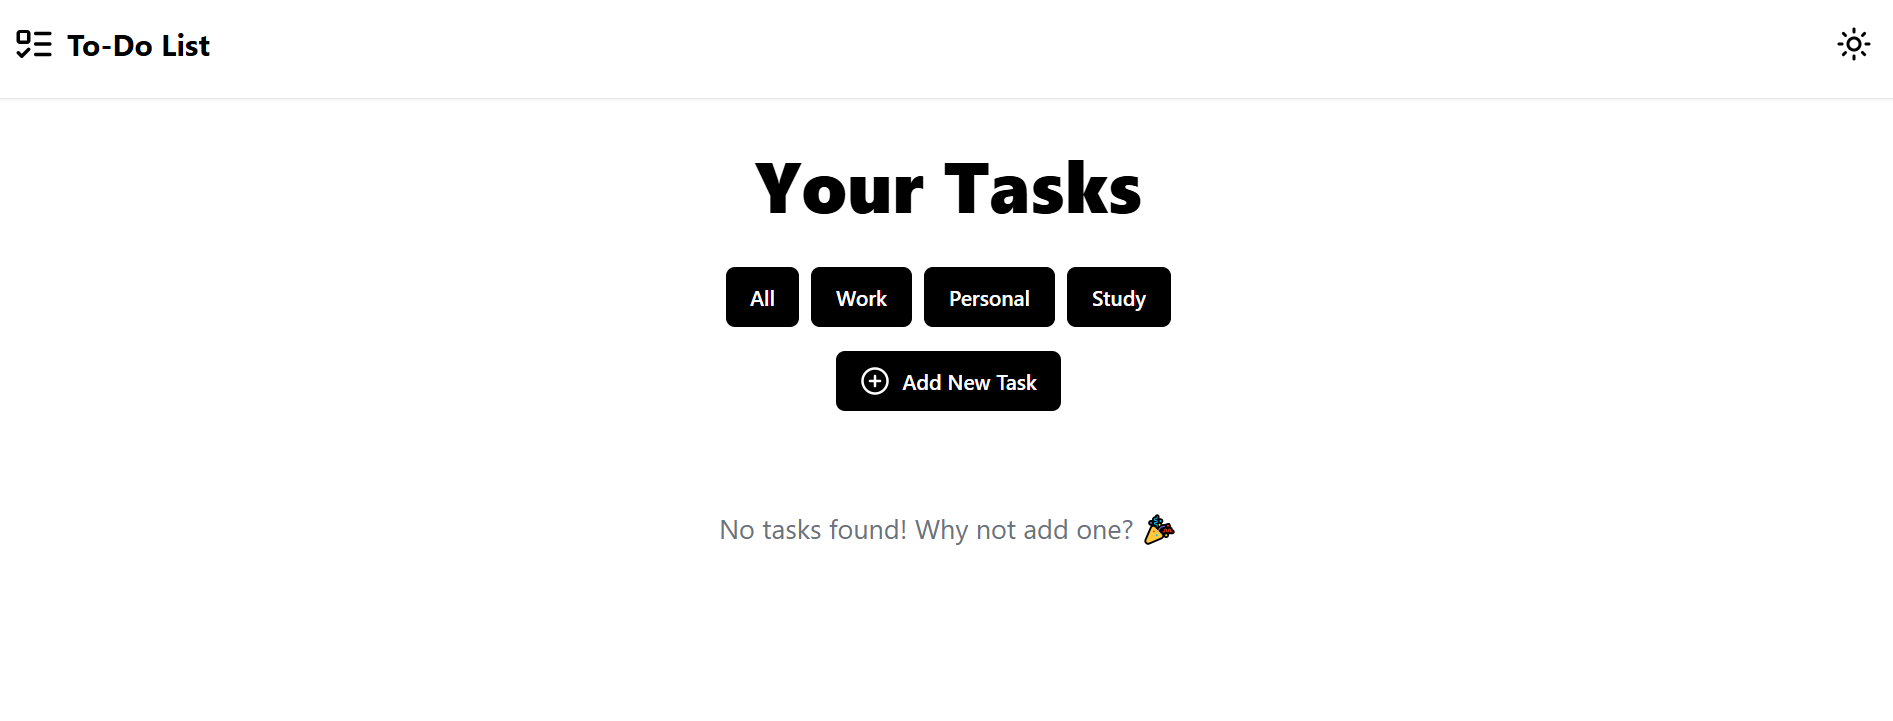 To-Do List
Your Tasks
All Work Personal Study
Add New Task
No tasks found! Why not add one? 🎉